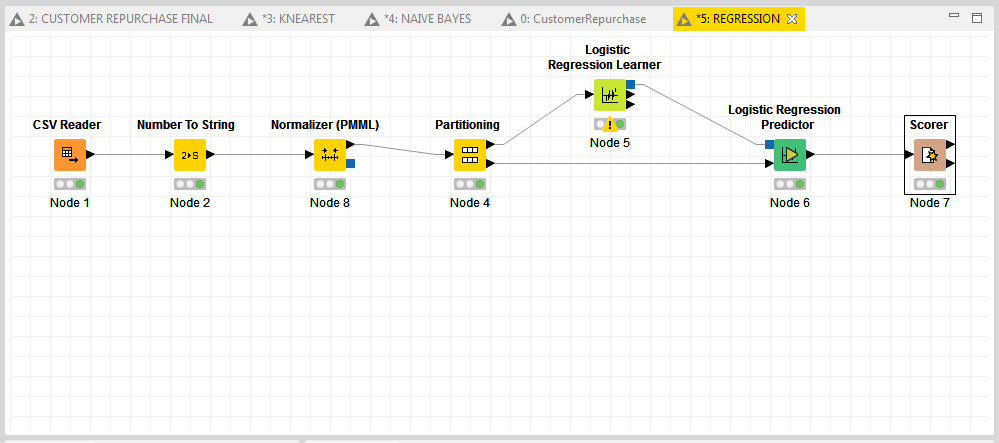 2: CUSTOMER REPURCHASE FINAL
*3: KNEAREST
*4: NAIVE BAYES
0: CustomerRepurchase
*5: REGRESSION
Logistic
Regression Learner
Node 5
CSV Reader
Node 1
Number To String
2 S
Node 2
Normalizer (PMML)
Node 8
Partitioning
Node 4
Logistic Regression
Predictor
Node 6
Scorer
Node 7